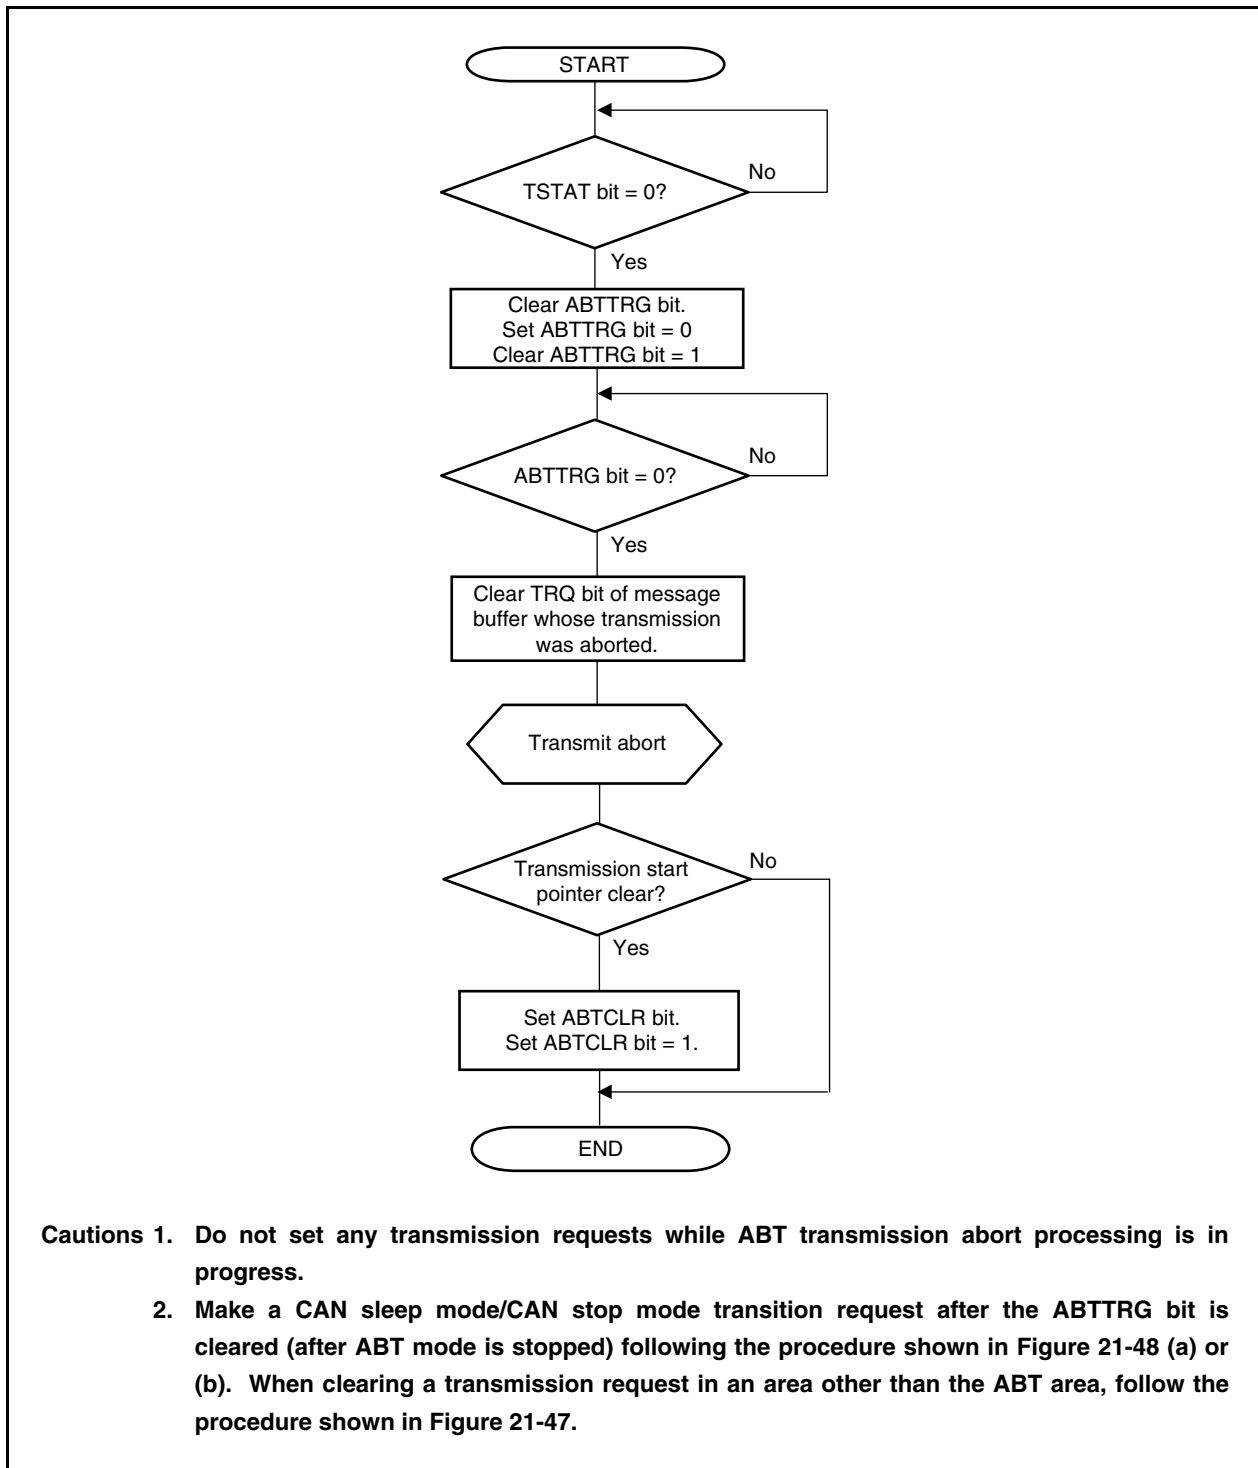 START
TSTAT bit = 0?
No
Yes
Clear ABTTRG bit.
Set ABTTRG bit = 0
Clear ABTTRG bit = 1
ABTTRG bit = 0?
No
Yes
Clear TRQ bit of message
buffer whose transmission
was aborted.
Transmit abort
Transmission start
pointer clear?
No
Yes
Set ABTCLR bit.
Set ABTCLR bit = 1.
END
Cautions 1. Do not set any transmission requests while ABT transmission abort processing is in
progress.
2. Make a CAN sleep mode/CAN stop mode transition request after the ABTTRG bit is
cleared (after ABT mode is stopped) following the procedure shown in Figure 21-48 (a) or
(b). When clearing a transmission request in an area other than the ABT area, follow the
procedure shown in Figure 21-47.